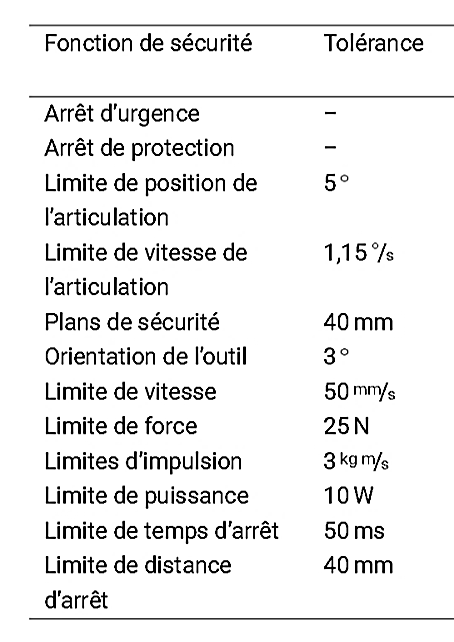 Fonction de sécurité Tolérance
Arrêt d’urgence –
Arrêt de protection –
Limite de position de 5°
l’articulation
Limite de vitesse de 1,15 °/s
l’articulation
Plans de sécurité 40 mm
Orientation de l’outil 3°
Limite de vitesse 50 mm/s
Limite de force 25 N
Limites d’impulsion 3 kg m/s
Limite de puissance 10 W
Limite de temps d’arrêt 50 ms
Limite de distance 40 mm
d’arrêt